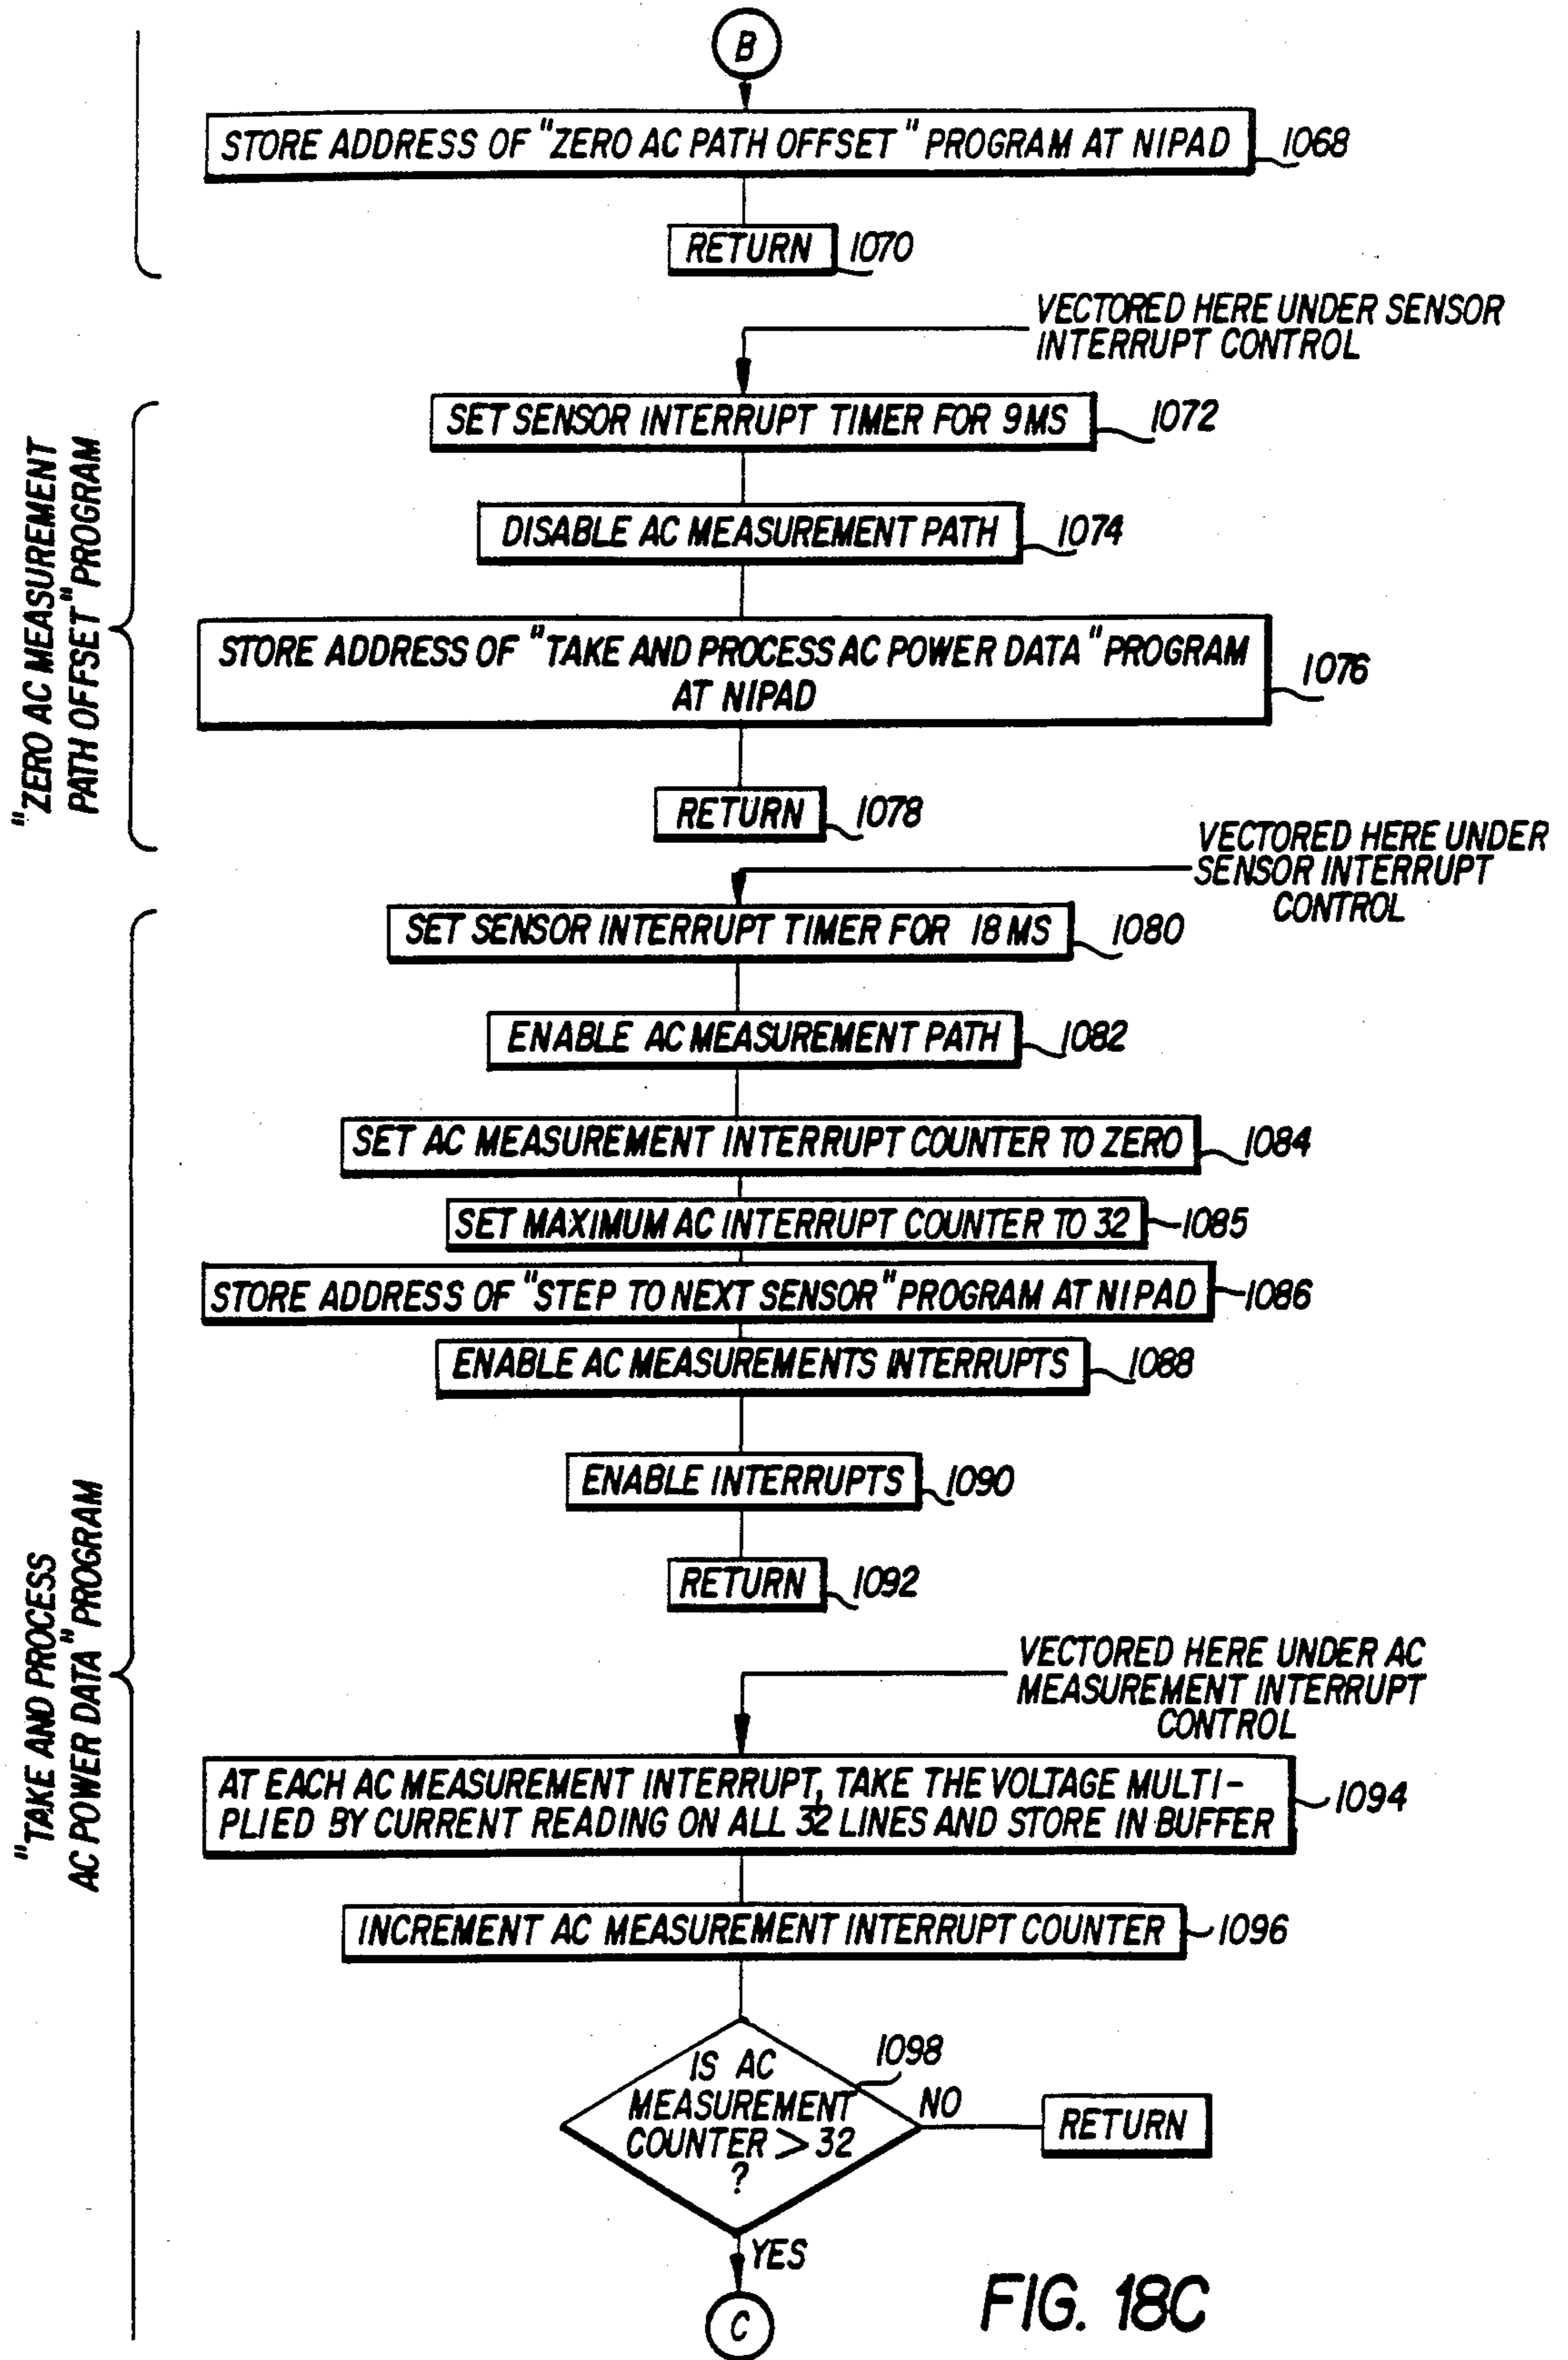 B
STORE ADDRESS OF "ZERO AC PATH OFFSET" PROGRAM AT NIPAD
1068
RETURN
1070
VECTORED HERE UNDER SENSOR
INTERRUPT CONTROL
"ZERO AC MEASUREMENT
PATH OFFSET" PROGRAM
SET SENSOR INTERRUPT TIMER FOR 9MS
1072
DISABLE AC MEASUREMENT PATH
1074
STORE ADDRESS OF "TAKE AND PROCESS AC POWER DATA" PROGRAM
AT NIPAD
1076
RETURN
1078
VECTORED HERE UNDER
SENSOR INTERRUPT
CONTROL
"TAKE AND PROCESS
AC POWER DATA" PROGRAM
SET SENSOR INTERRUPT TIMER FOR 18 MS
1080
ENABLE AC MEASUREMENT PATH
1082
SET AC MEASUREMENT INTERRUPT COUNTER TO ZERO
1084
SET MAXIMUM AC INTERRUPT COUNTER TO 32
1085
STORE ADDRESS OF "STEP TO NEXT SENSOR" PROGRAM AT NIPAD
1086
ENABLE AC MEASUREMENTS INTERRUPTS
1088
ENABLE INTERRUPTS
1090
RETURN
1092
VECTORED HERE UNDER AC
MEASUREMENT INTERRUPT
CONTROL
AT EACH AC MEASUREMENT INTERRUPT, TAKE THE VOLTAGE MULTI-
PLIED BY CURRENT READING ON ALL 32 LINES AND STORE IN BUFFER
1094
INCREMENT AC MEASUREMENT INTERRUPT COUNTER
1096
IS AC
MEASUREMENT
COUNTER > 32
?
1098
NO
RETURN
YES
C
FIG. 18C